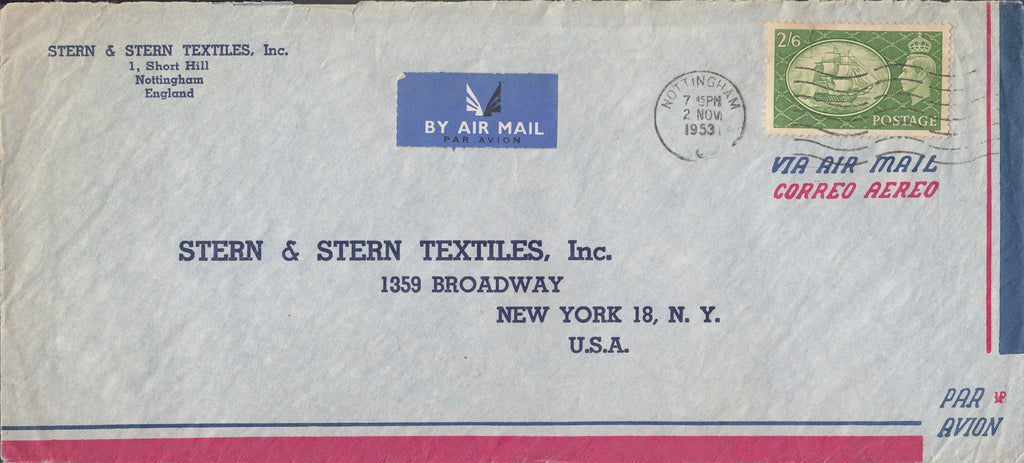 STERN & STERN TEXTILES, Inc.
1, Short Hill
Nottingham
England
BY AIR MAIL
PAR AVION
NOTTINGHAM
7 45PM
2 NOV
1953
2/6
POSTAGE
VIA AIR MAIL
CORREO AEREO
STERN & STERN TEXTILES, Inc.
1359 BROADWAY
NEW YORK 18, N. Y.
U.S.A.
PAR
AVION